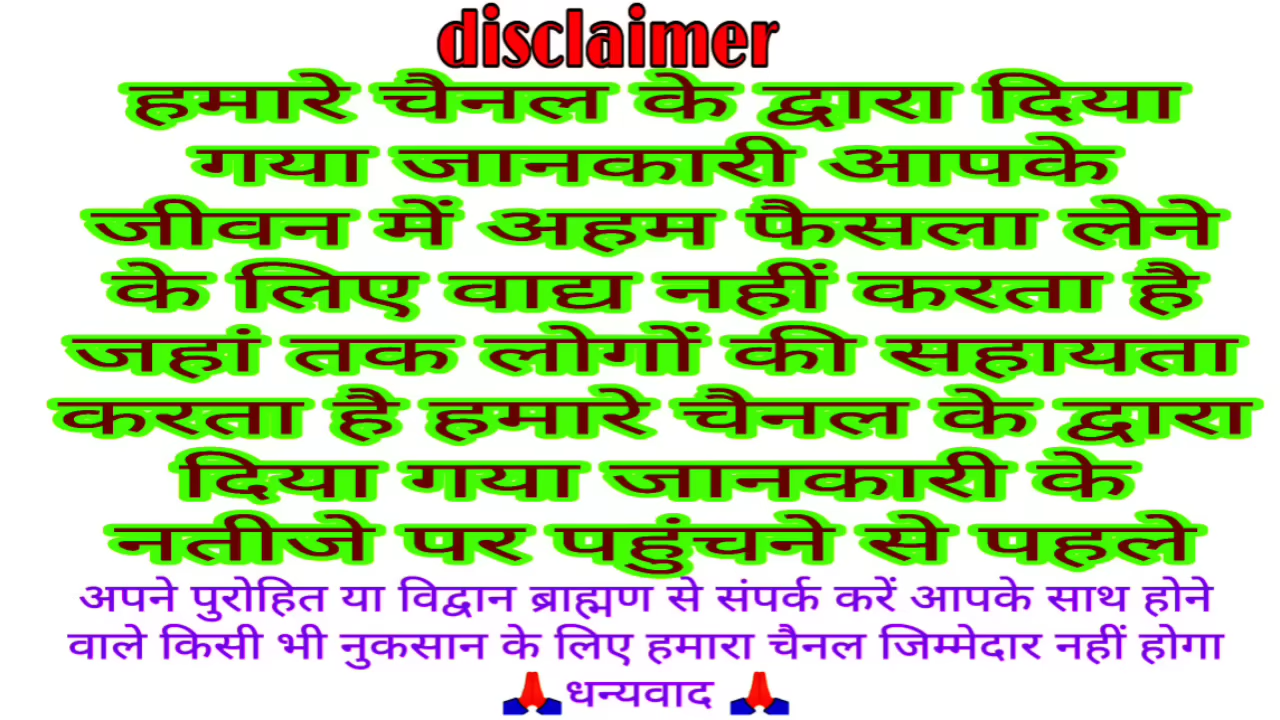 disclaimer
हमारे चैनल के द्वारा दिया
गया जानकारी आपके
जीवन में अहम फैसला लेने
के लिए वाद्य नहीं करता है
जहां तक लोगों की सहायता
करता है हमारे चैनल के द्वारा
दिया गया जानकारी के
नतीजे पर पहुंचने से पहले
अपने पुरोहित या विद्वान ब्राह्मण से संपर्क करें आपके साथ होने
वाले किसी भी नुकसान के लिए हमारा चैनल जिम्मेदार नहीं होगा
🙏धन्यवाद 🙏